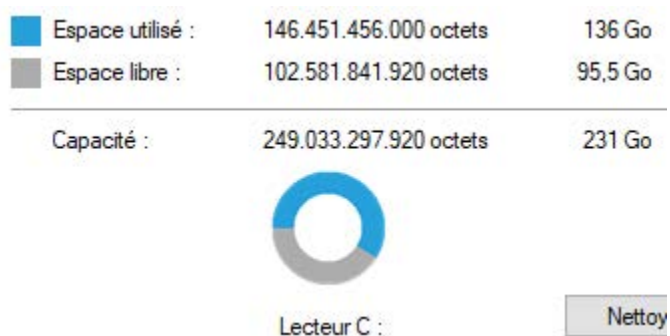 Espace utilisé : 146.451.456.000 octets 136 Go
Espace libre : 102.581.841.920 octets 95,5 Go
Capacité : 249.033.297.920 octets 231 Go
Lecteur C :
Nettoy